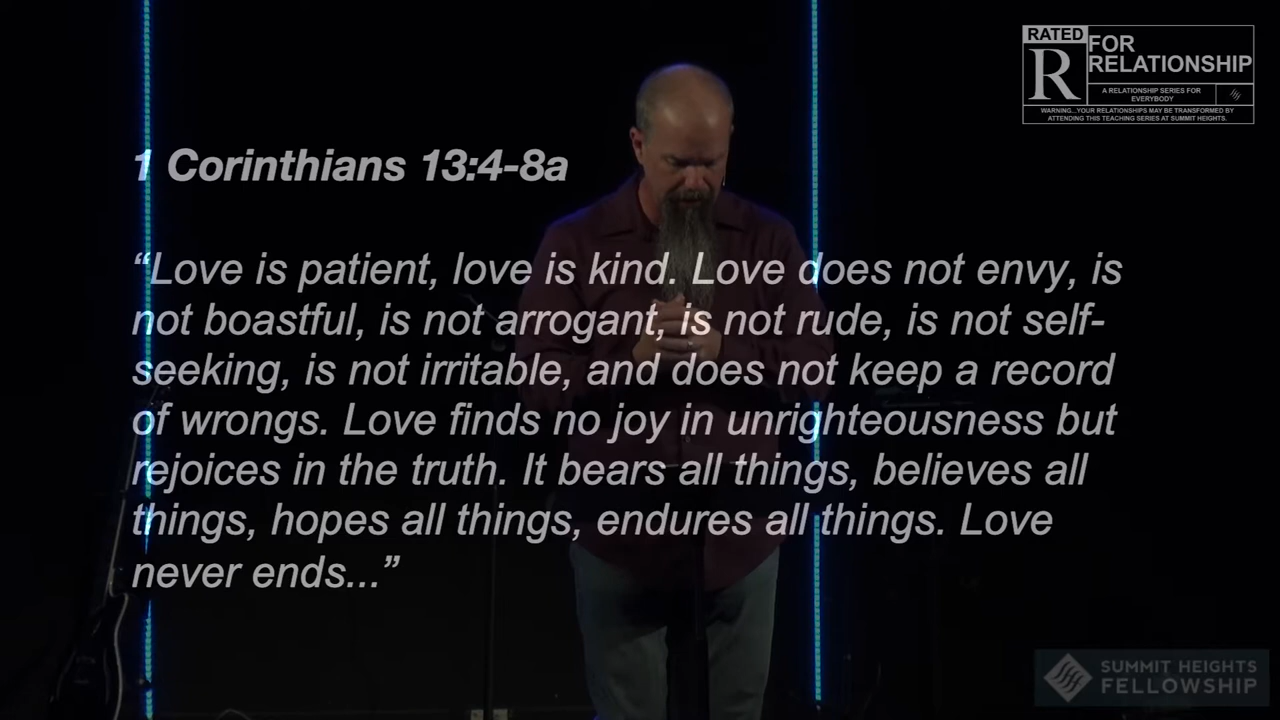 RATED
R
FOR
RELATIONSHIP
A RELATIONSHIP SERIES FOR
EVERYBODY
WARNING...YOUR RELATIONSHIPS MAY BE TRANSFORMED BY
ATTENDING THIS TEACHING SERIES AT SUMMIT HEIGHTS.
1 Corinthians 13:4-8a
“Love is patient, love is kind. Love does not envy, is
not boastful, is not arrogant, is not rude, is not self-
seeking, is not irritable, and does not keep a record
of wrongs. Love finds no joy in unrighteousness but
rejoices in the truth. It bears all things, believes all
things, hopes all things, endures all things. Love
never ends...”
SUMMIT HEIGHTS
FELLOWSHIP